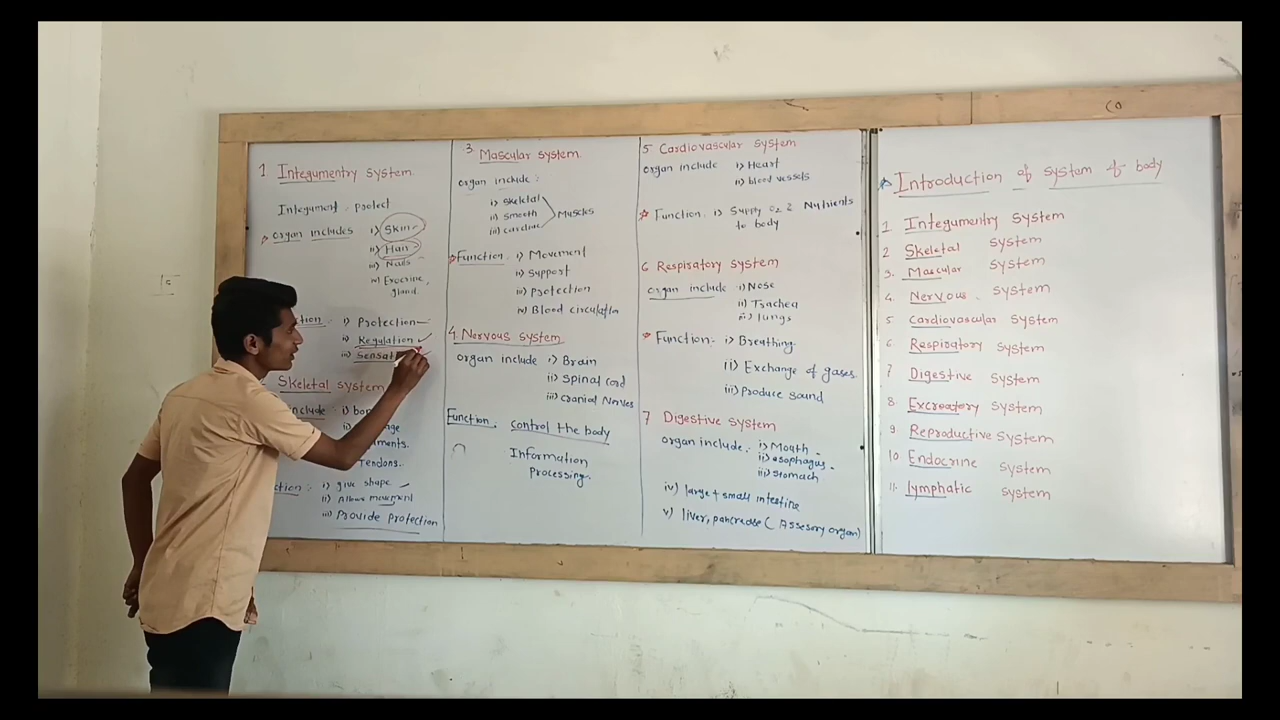 1 Integumentry system
Integument - protect
organ includes i) Skin
ii) Hair
iii) Nails
iv) Exocrine
gland.
i) Protection
ii) Regulation
iii)
Skeletal system
include : i)
Tendons.
i) give shape
ii) Allows movement
iii) Provide protection
3 Mascular system
organ include :
i) skeletal
ii) smooth
iii) cardiac
Muscles
Function. i) Movement
ii) Support
iii) protection
iv) Blood circulation
4. Nervous system
organ include i) Brain
ii) Spinal cord
iii) cranial Nerves
Function. control the body
Information
Processing.
5 Cardiovascular system
organ include i) Heart
ii) blood vessels
Function. i) Supply O2 & Nutrients
to body
6 Respiratory system
organ include i) Nose
ii) Trachea
iii) lungs
Function:- i) Breathing
ii) Exchange of gases.
iii) Produce sound
7 Digestive system
organ include. i) Mouth
ii) esophagus
iii) stomach
iv) large + small intestine
v) liver, pancrease ( Assesory organ)
Introduction of system of body
1 Integumentry system
2 Skeletal system
3. Mascular system
4. Nervous system
5 Cardiovascular system
6 Respiratory system
7 Digestive system
8. Excreatory system
9 Reproductive system
10 Endocrine system
11. lymphatic system